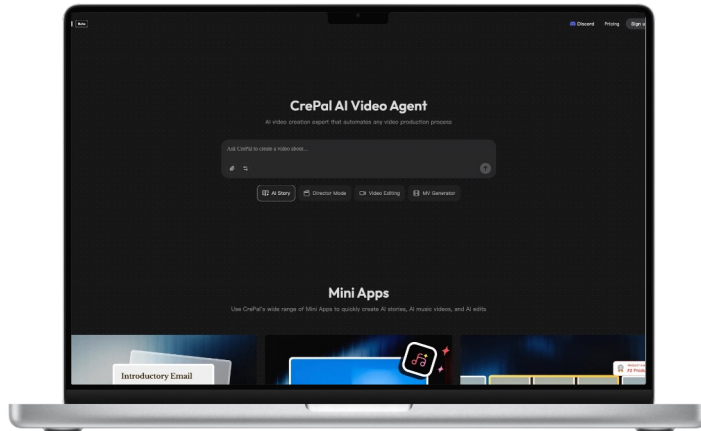 Beta
Discord Pricing Sign u
CrePal AI Video Agent
AI video creation expert that automates any video production process
Ask CrePal to create a video about...
AI Story Director Mode Video Editing MV Generator
Mini Apps
Use CrePal's wide range of Mini Apps to quickly create AI stories, AI music videos, and AI edits
Introductory Email